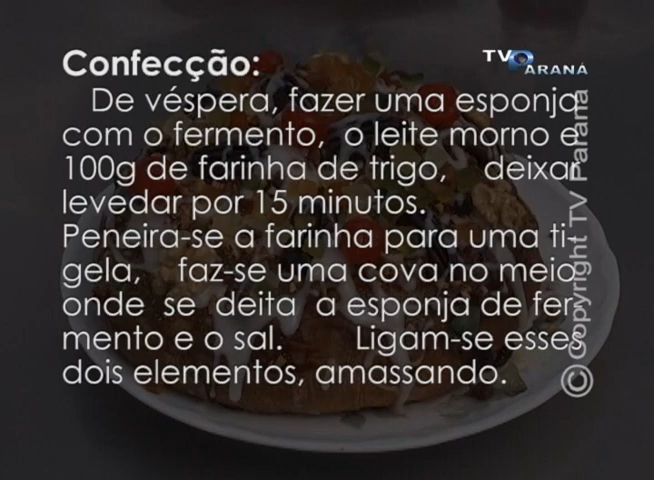 Confecção:
TV PARANÁ
De véspera, fazer uma esponja
com o fermento, o leite morno e
100g de farinha de trigo, deixar
levedar por 15 minutos.
Peneira-se a farinha para uma ti-
gela, faz-se uma cova no meio
onde se deita a esponja de fer-
mento e o sal. Ligam-se esses
dois elementos, amassando.
© Copyright TV Paraná